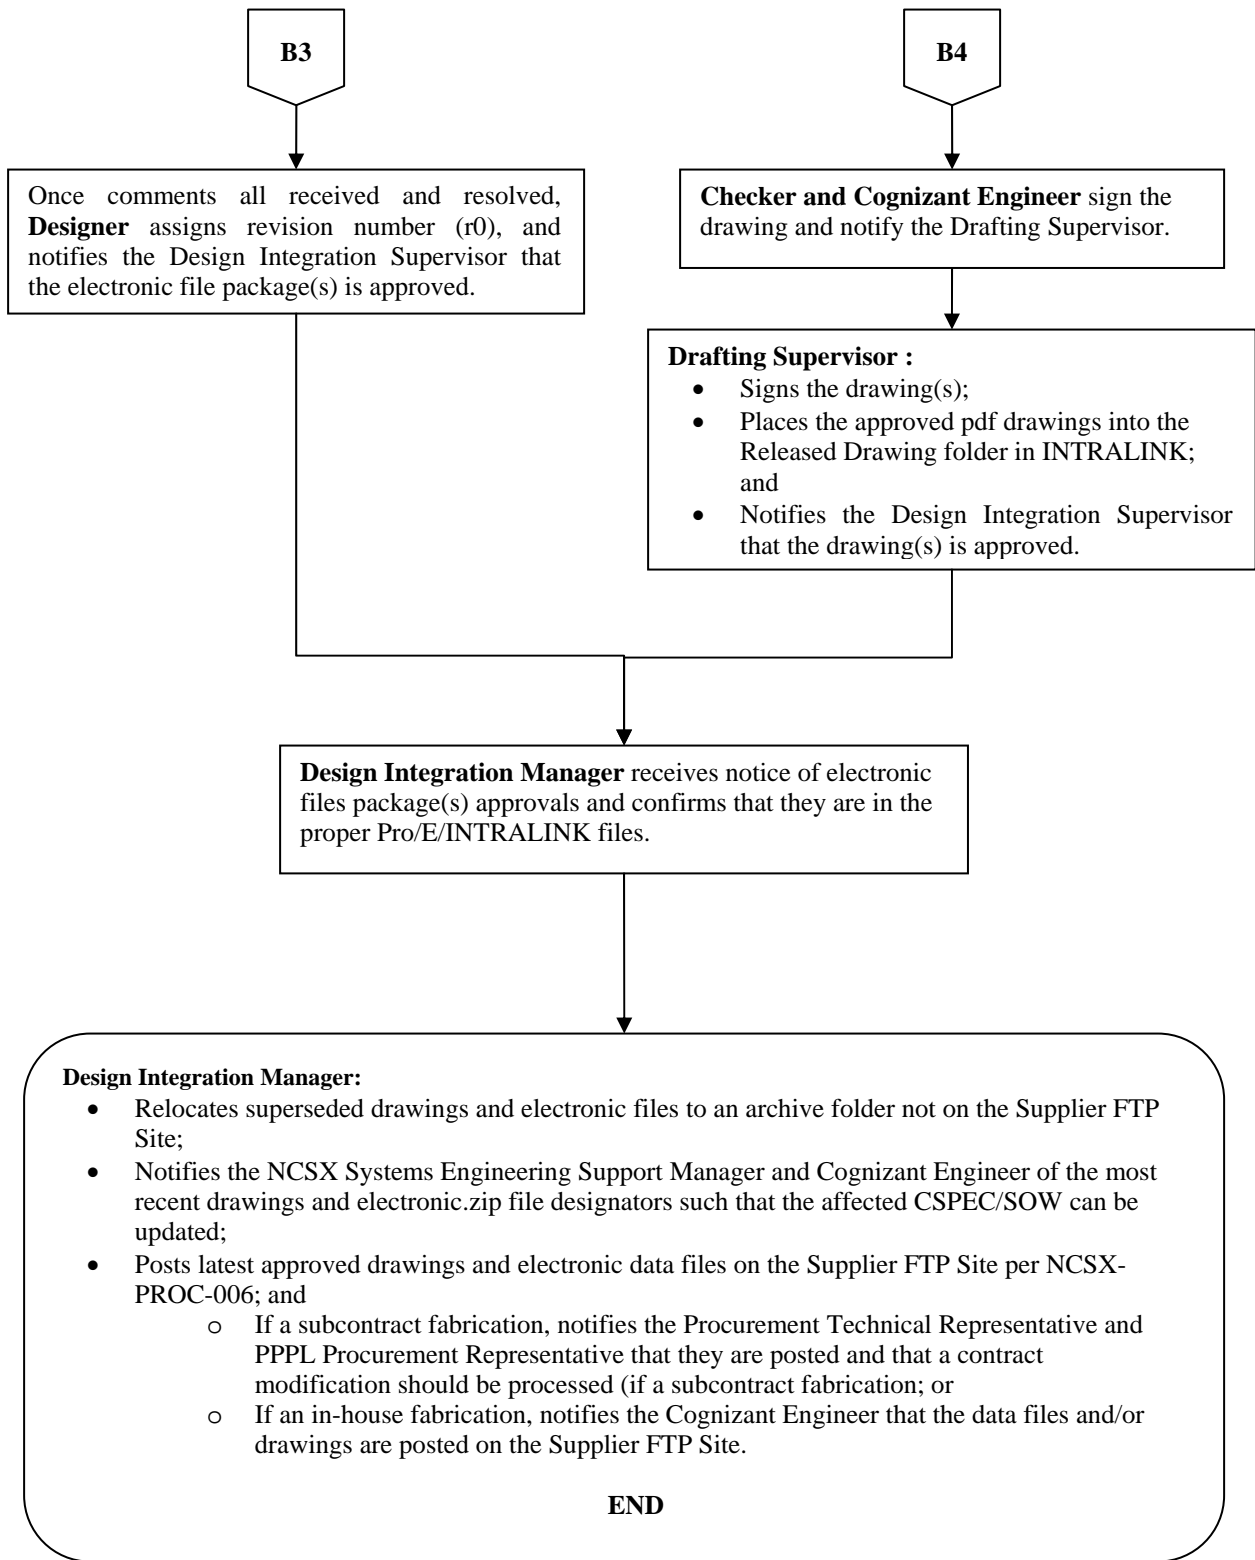 B3
B4
Once comments all received and resolved,
Designer assigns revision number (r0), and
notifies the Design Integration Supervisor that
the electronic file package(s) is approved.
Checker and Cognizant Engineer sign the
drawing and notify the Drafting Supervisor.
Drafting Supervisor :
• Signs the drawing(s);
• Places the approved pdf drawings into the
Released Drawing folder in INTRALINK;
and
• Notifies the Design Integration Supervisor
that the drawing(s) is approved.
Design Integration Manager receives notice of electronic
files package(s) approvals and confirms that they are in the
proper Pro/E/INTRALINK files.
Design Integration Manager:
• Relocates superseded drawings and electronic files to an archive folder not on the Supplier FTP
Site;
• Notifies the NCSX Systems Engineering Support Manager and Cognizant Engineer of the most
recent drawings and electronic.zip file designators such that the affected CSPEC/SOW can be
updated;
• Posts latest approved drawings and electronic data files on the Supplier FTP Site per NCSX-
PROC-006; and
o If a subcontract fabrication, notifies the Procurement Technical Representative and
PPPL Procurement Representative that they are posted and that a contract
modification should be processed (if a subcontract fabrication; or
o If an in-house fabrication, notifies the Cognizant Engineer that the data files and/or
drawings are posted on the Supplier FTP Site.
END